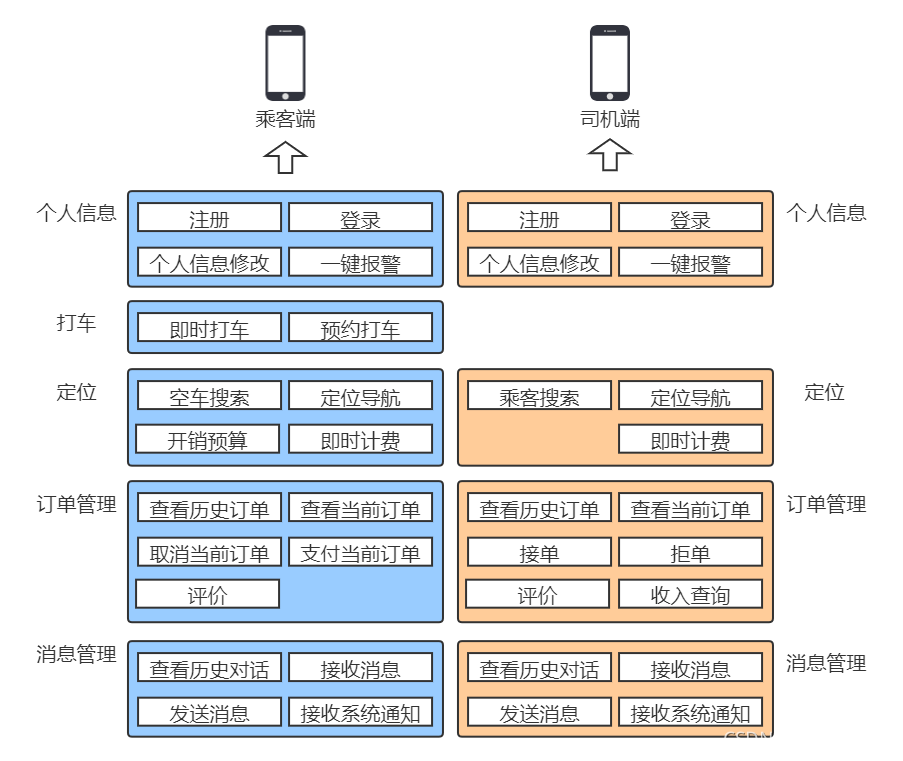 乘客端
司机端
个人信息
注册
登录
注册
登录
个人信息
个人信息修改
一键报警
个人信息修改
一键报警
打车
即时打车
预约打车
定位
空车搜索
定位导航
乘客搜索
定位导航
定位
开销预算
即时计费
即时计费
订单管理
查看历史订单
查看当前订单
查看历史订单
查看当前订单
订单管理
取消当前订单
支付当前订单
接单
拒单
评价
评价
收入查询
消息管理
查看历史对话
接收消息
查看历史对话
接收消息
消息管理
发送消息
接收系统通知
发送消息
接收系统通知